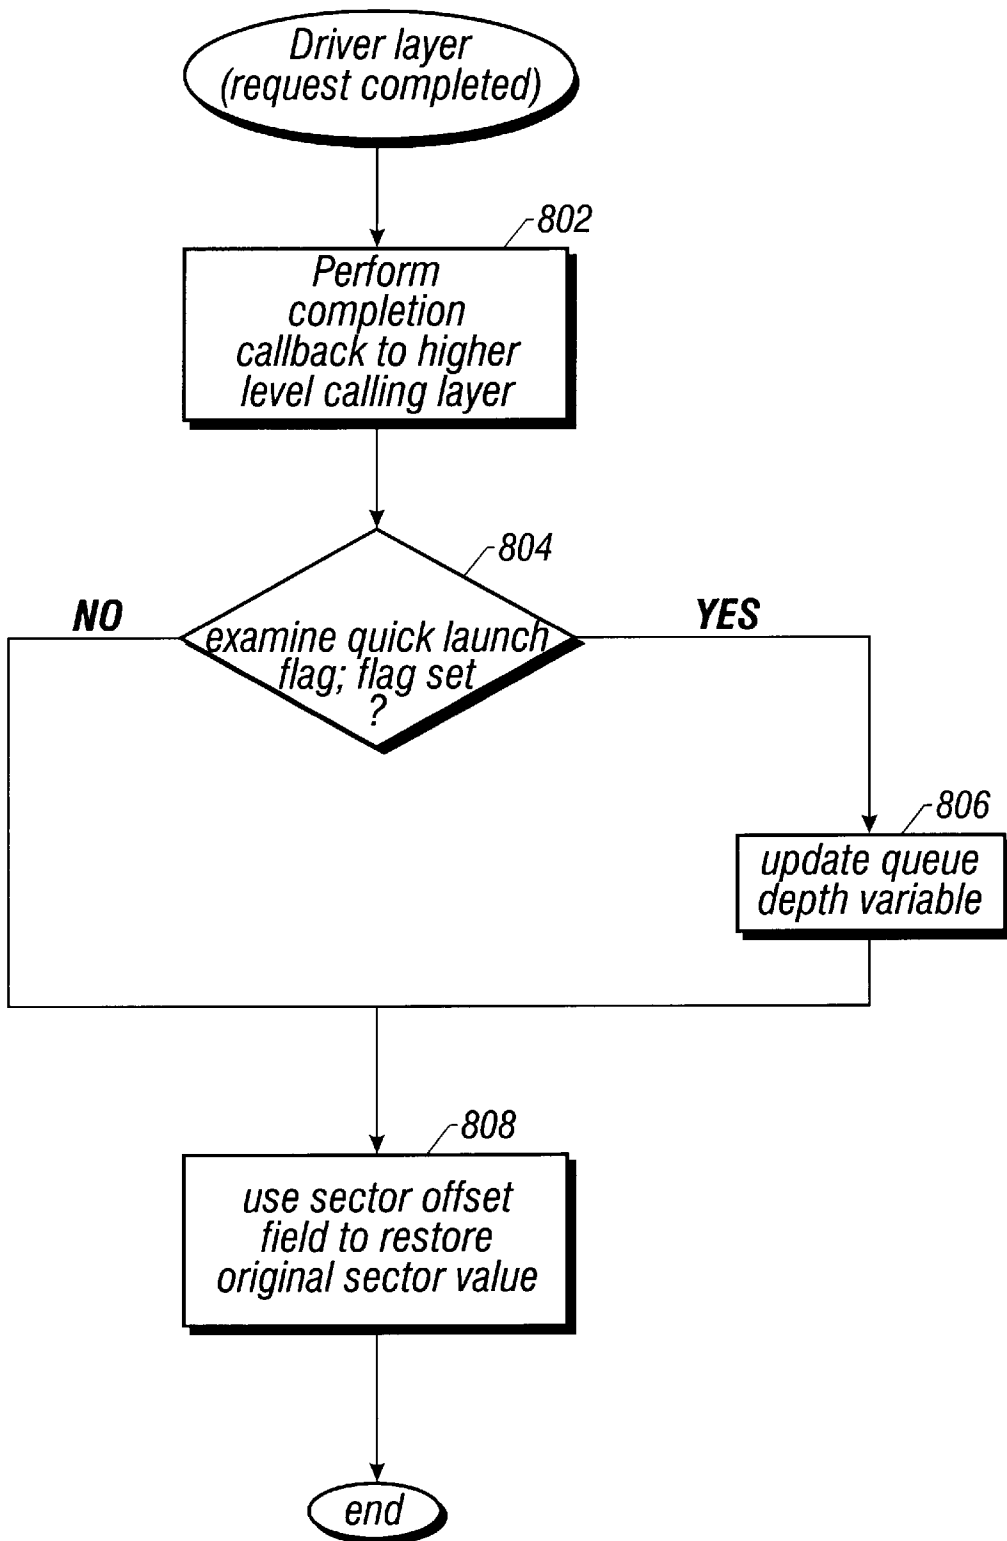 Driver layer
(request completed)
802
Perform
completion
callback to higher
level calling layer
804
NO
YES
examine quick launch
flag; flag set
?
806
update queue
depth variable
808
use sector offset
field to restore
original sector value
end